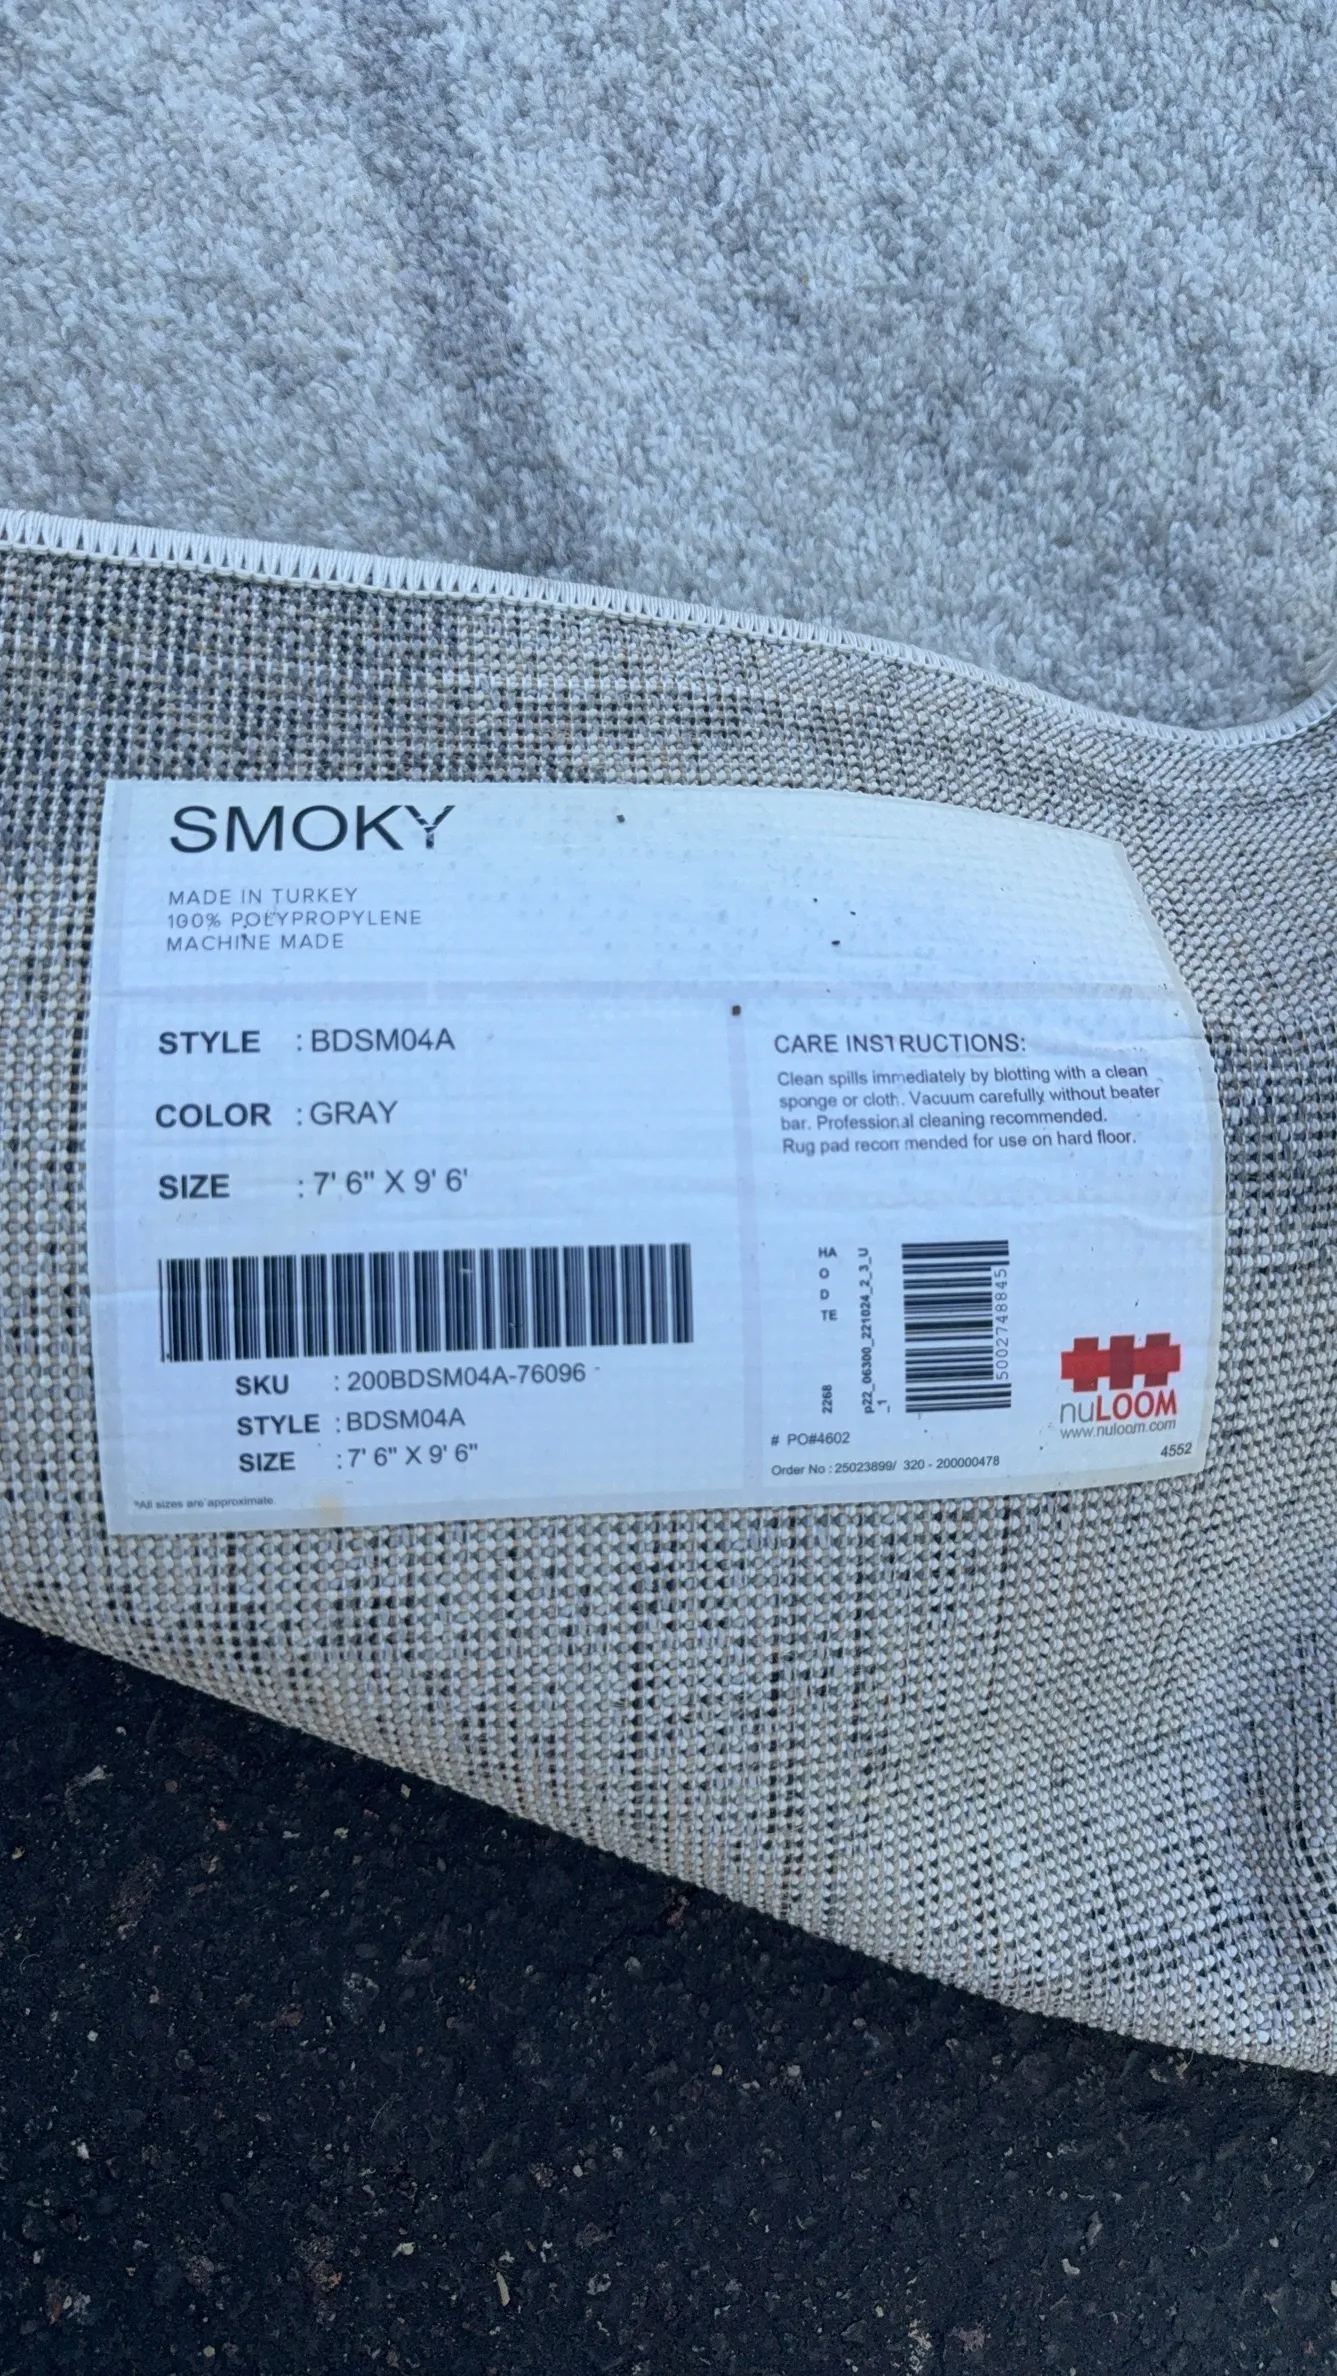 SMOKY
MADE IN TURKEY
100% POLYPROPYLENE
MACHINE MADE
STYLE : BDSM04A
COLOR : GRAY
SIZE : 7' 6" X 9' 6'
SKU : 200BDSM04A-76096
STYLE : BDSM04A
SIZE : 7' 6" X 9' 6"
*All sizes are approximate.
CARE INSTRUCTIONS:
Clean spills immediately by blotting with a clean
sponge or cloth. Vacuum carefully without beater
bar. Professional cleaning recommended.
Rug pad recommended for use on hard floor.
HA
O
D
TE
2268
p22_06300_221024_2_3_U
_1
5002748845
# PO#4602
Order No : 25023899/ 320 - 200000478
nuLOOM
www.nuloom.com
4552